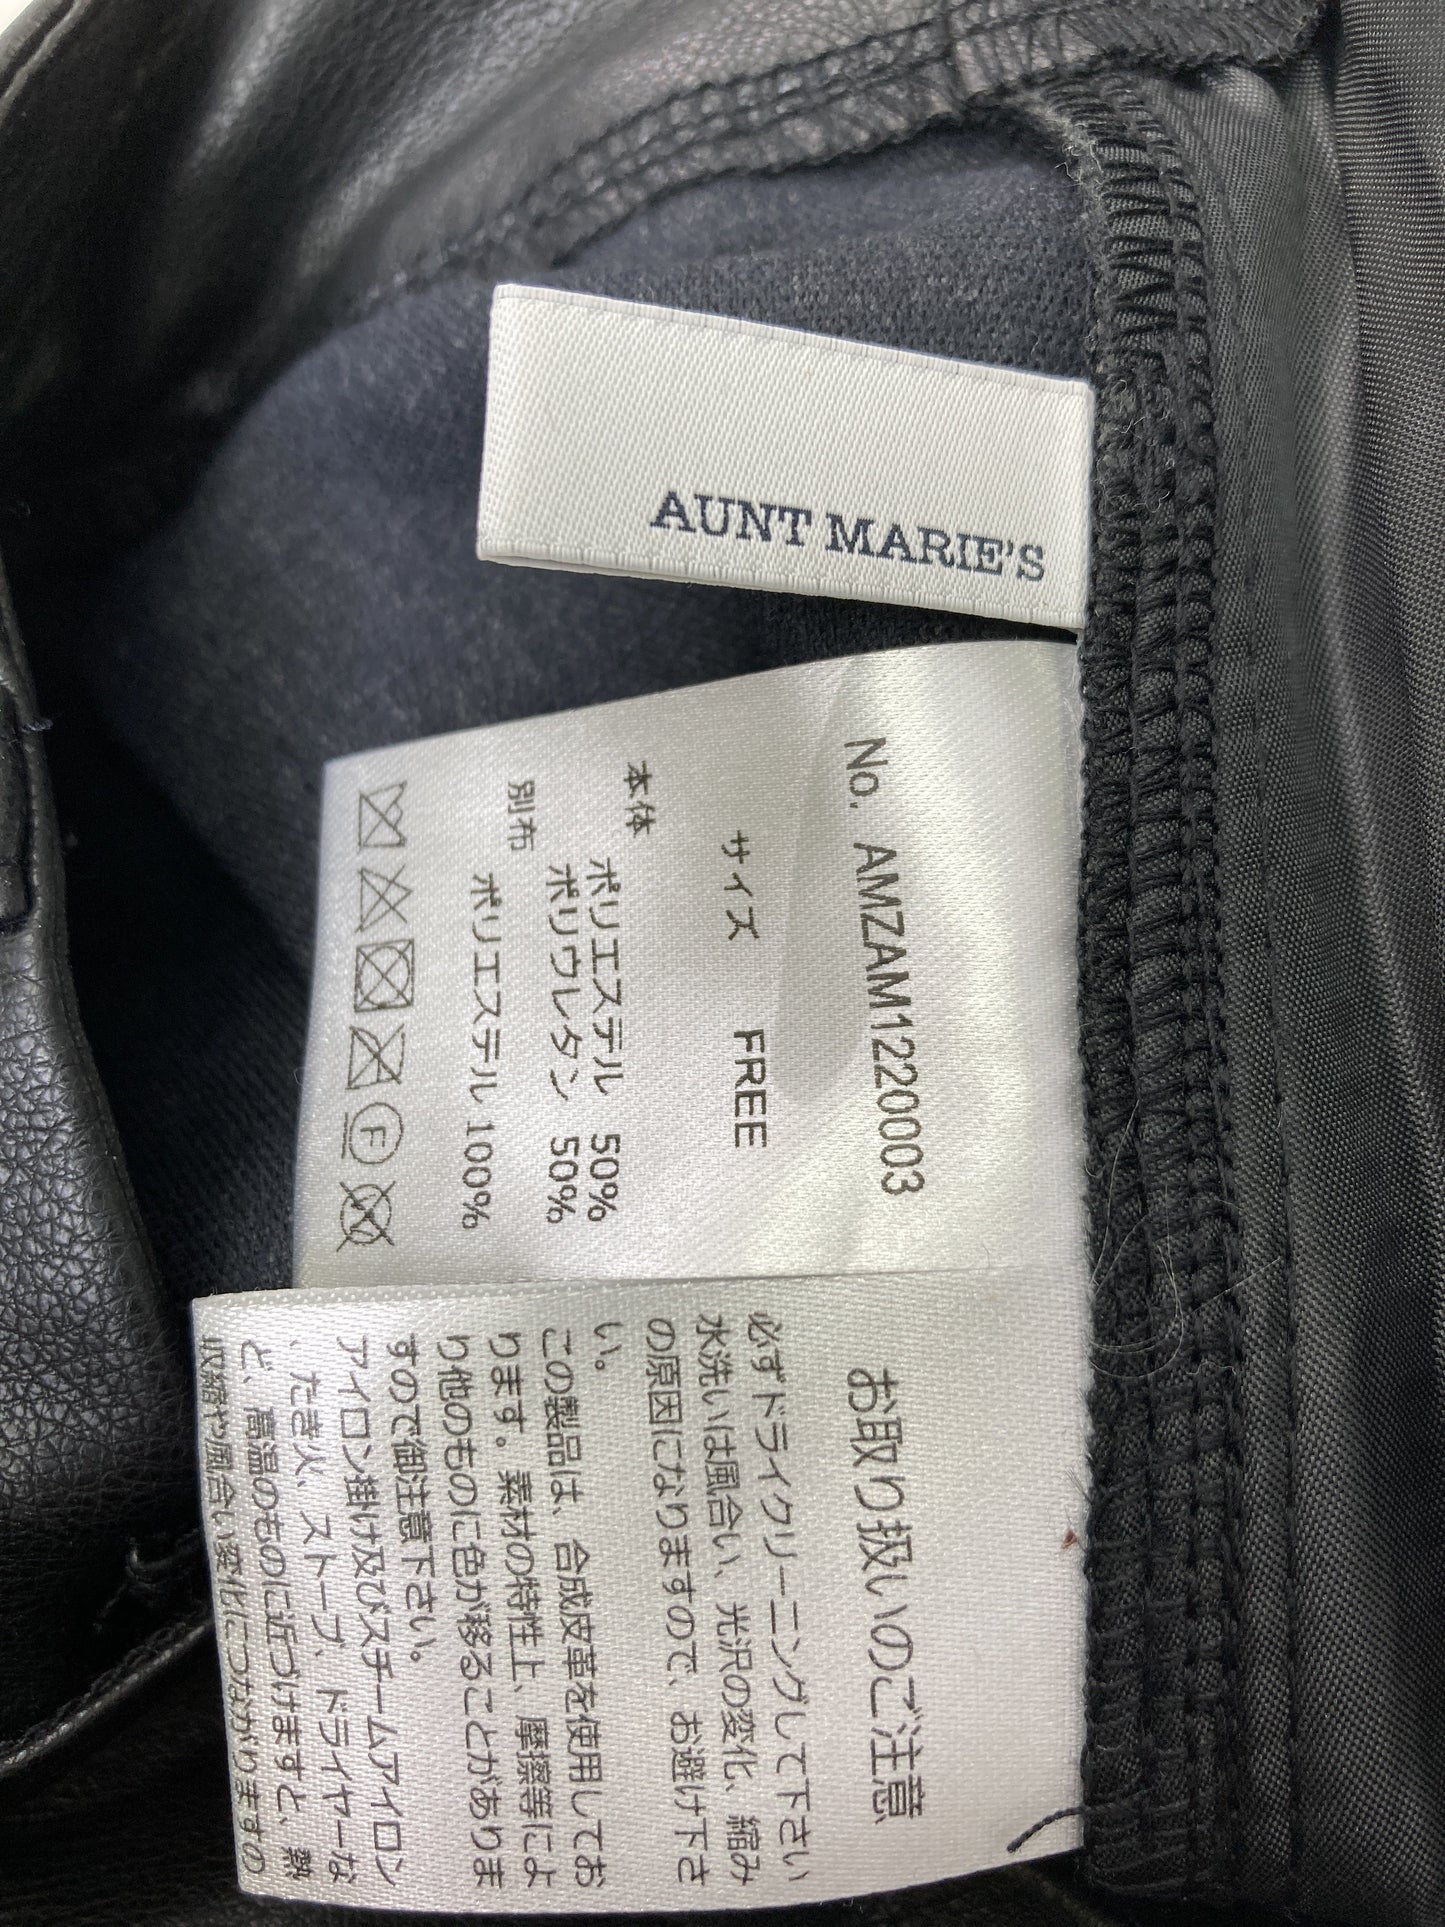 AUNT MARIE'S
No. AMZAM1220003
サイズ FREE
本体
ポリエステル 50%
ポリウレタン 50%
別布
ポリエステル 100%
F
お取り扱いのご注意
必ずドライクリーニングして下さい
水洗いは風合い、光沢の変化、縮み
の原因になりますので、お避け下さ
い。
この製品は、合成皮革を使用してお
ります。素材の特性上、摩擦等によ
り他のものに色が移ることがありま
すので御注意下さい。
アイロン掛け及びスチームアイロン
、たき火、ストーブ、ドライヤーな
ど、高温のものに近づけますと、熱
収縮や風合い変化につながりますの